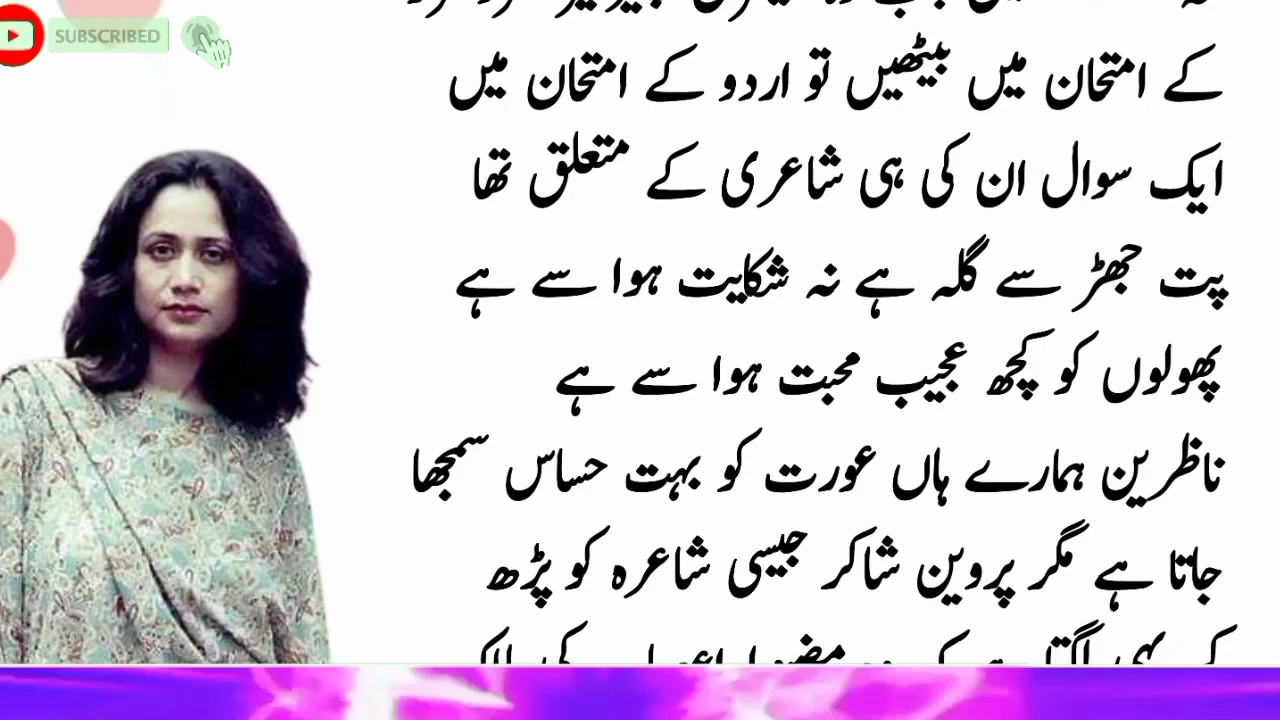 SUBSCRIBED
کے امتحان میں بیٹھیں تو اردو کے امتحان میں
ایک سوال ان کی ہی شاعری کے متعلق تھا
پت جھڑ سے گلہ ہے نہ شکایت ہوا سے ہے
پھولوں کو کچھ عجیب محبت ہوا سے ہے
ناظرین ہمارے ہاں عورت کو بہت حساس سمجھا
جاتا ہے مگر پروین شاکر جیسی شاعرہ کو پڑھ